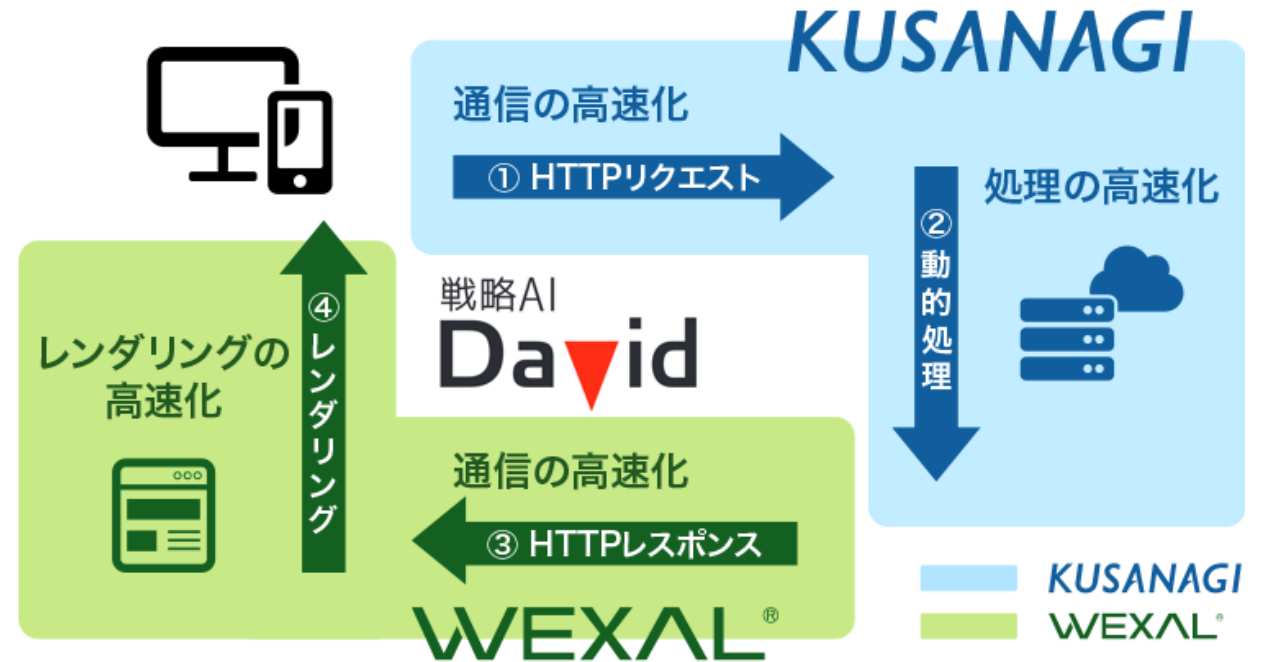 KUSANAGI
通信の高速化
① HTTPリクエスト
処理の高速化
②動的処理
戦略AI
David
レンダリングの
高速化
④レンダリング
通信の高速化
③ HTTPレスポンス
WEXAL®
KUSANAGI
WEXAL®